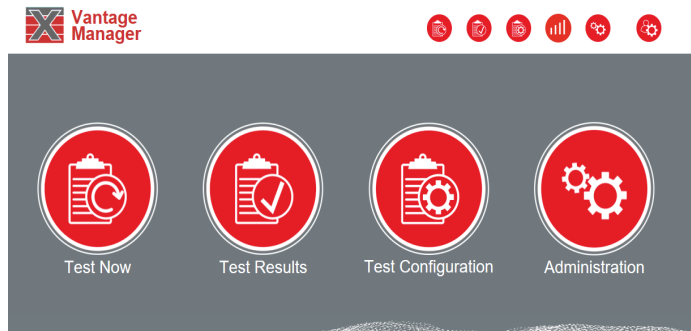 Vantage
Manager
Test Now
Test Results
Test Configuration
Administration